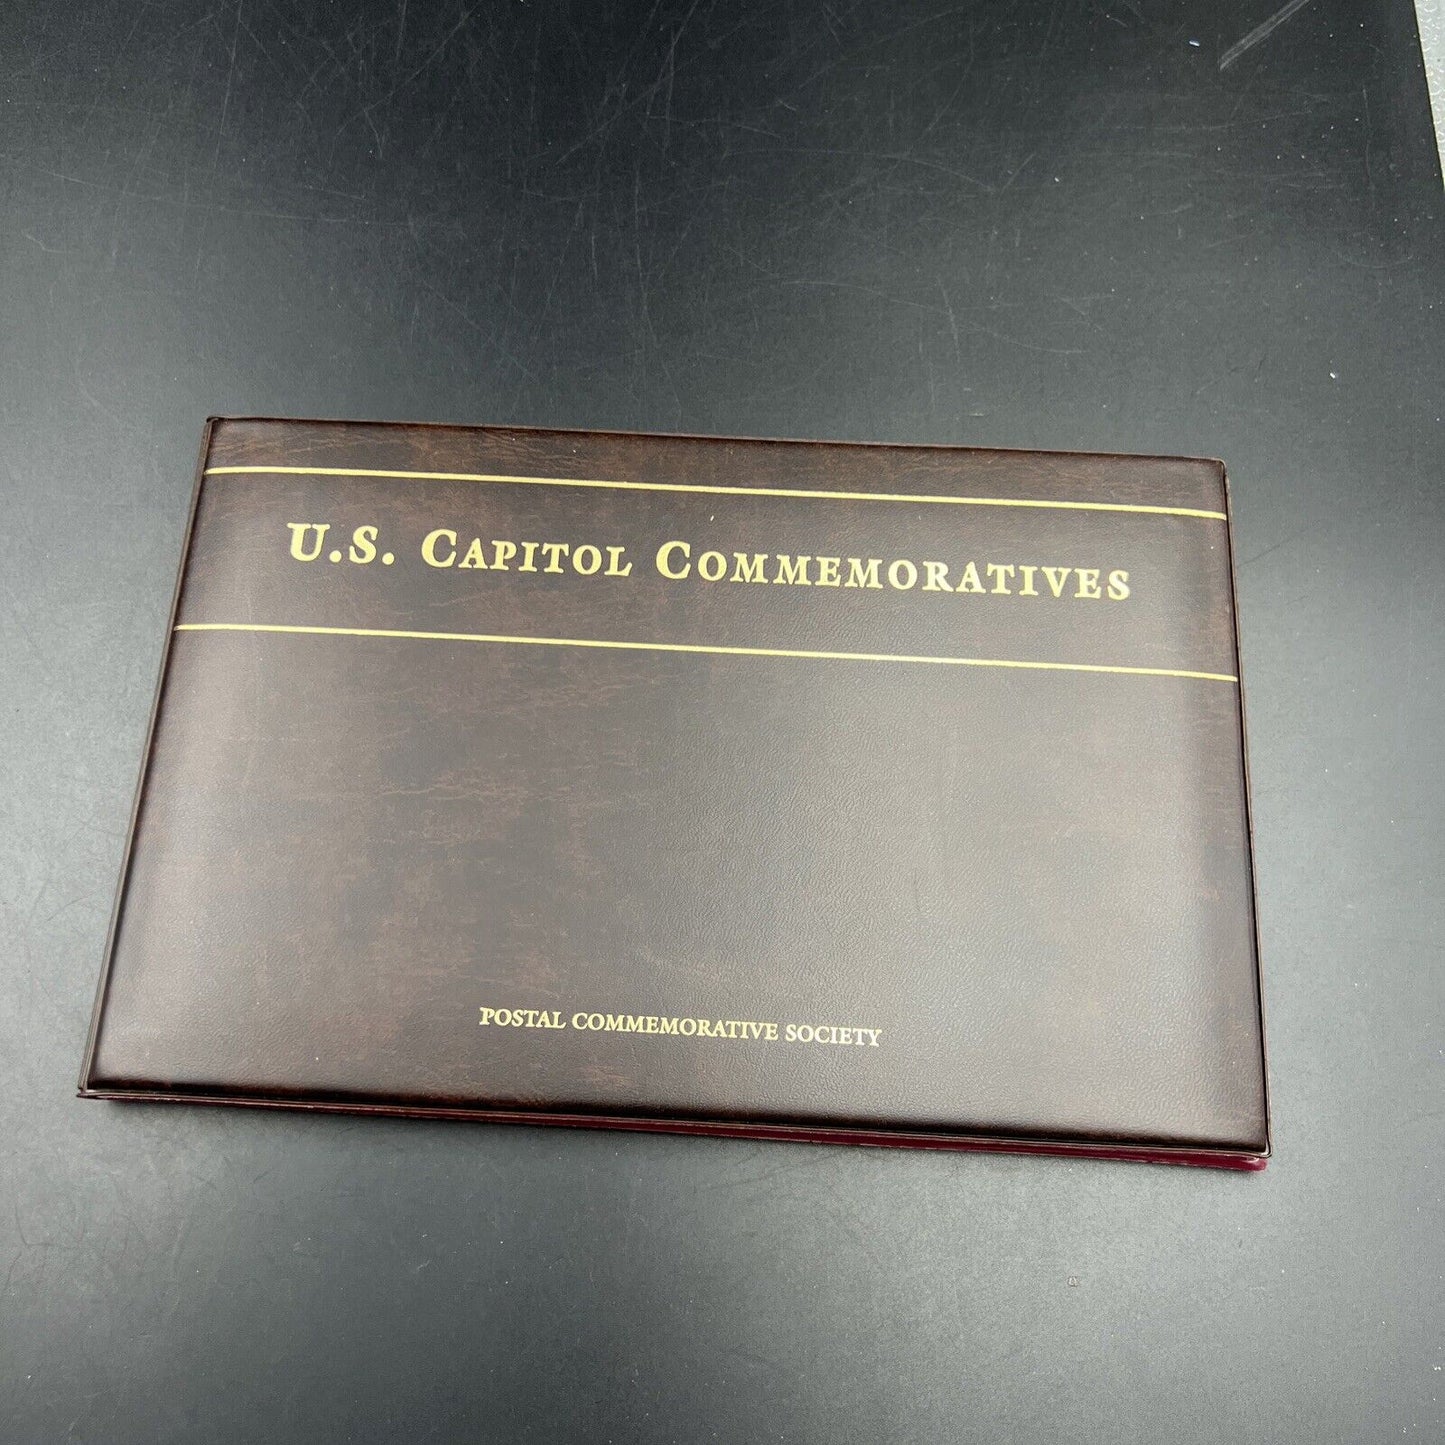 U.S. CAPITOL COMMEMORATIVES
POSTAL COMMEMORATIVE SOCIETY